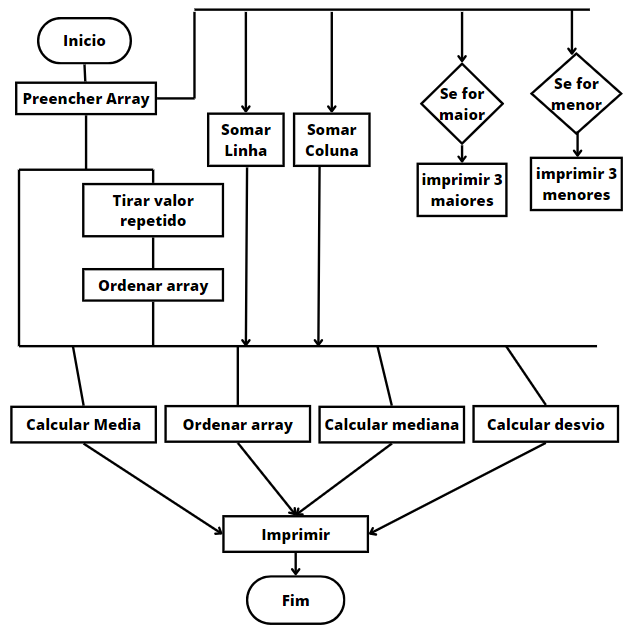 Inicio
Preencher Array
Somar
Linha
Somar
Coluna
Se for
maior
Se for
menor
imprimir 3
maiores
imprimir 3
menores
Tirar valor
repetido
Ordenar array
Calcular Media
Ordenar array
Calcular mediana
Calcular desvio
Imprimir
Fim